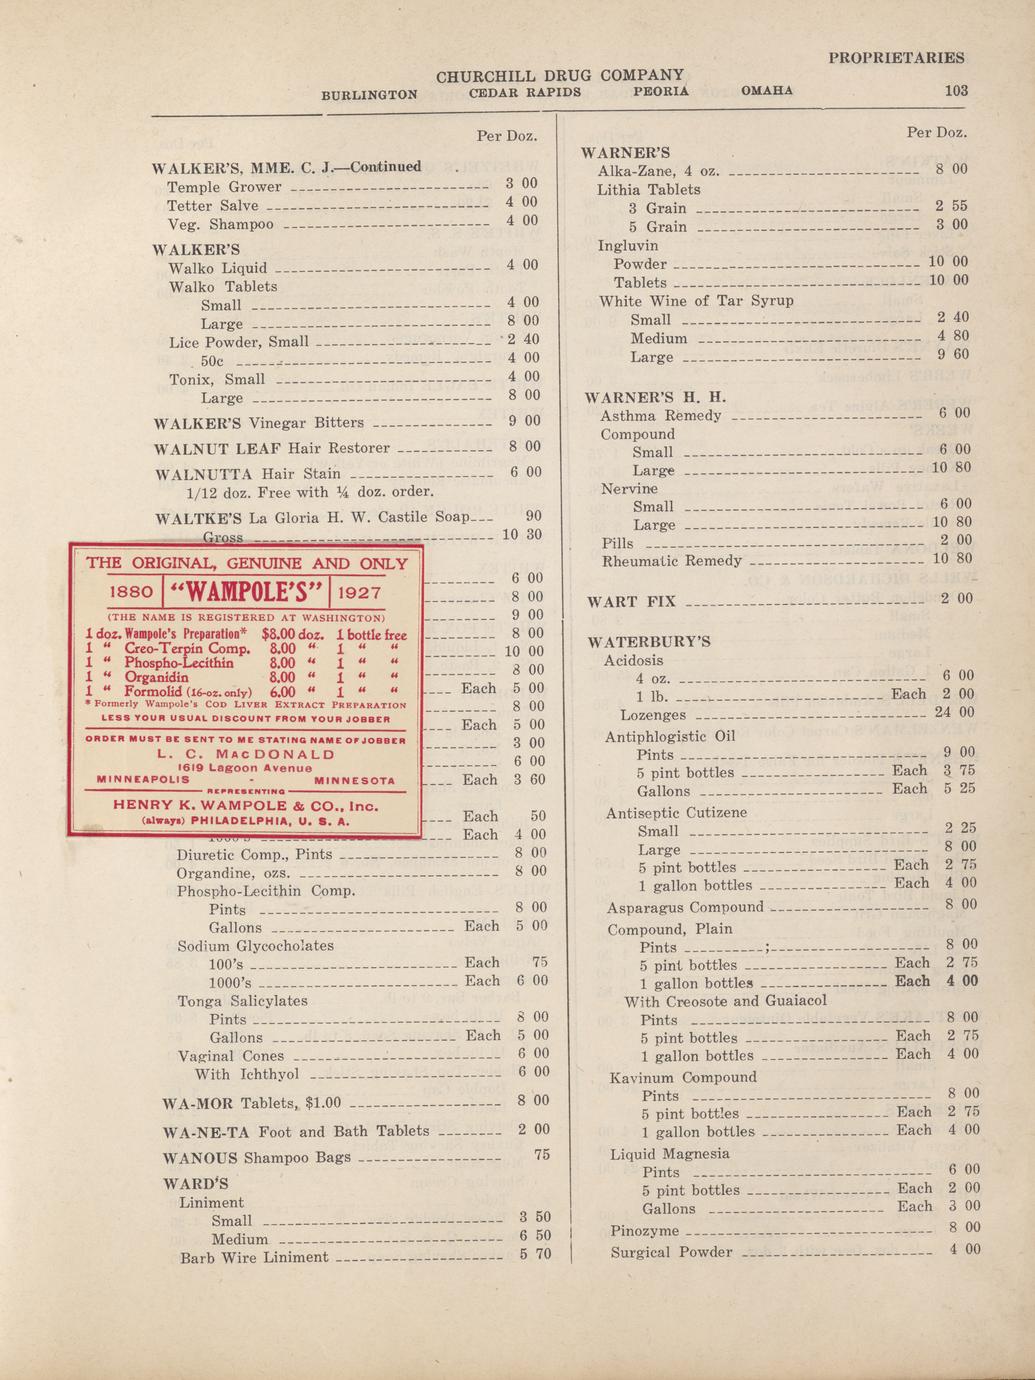 PROPRIETARIES
CHURCHILL DRUG COMPANY
BURLINGTON CEDAR RAPIDS PEORIA OMAHA 103
Per Doz.
WALKER'S, MME. C. J.—Continued
Temple Grower 3 00
Tetter Salve 4 00
Veg. Shampoo 4 00
WALKER'S
Walko Liquid 4 00
Walko Tablets
Small 4 00
Large 8 00
Lice Powder, Small 2 40
50c 4 00
Tonix, Small 4 00
Large 8 00
WALKER'S Vinegar Bitters 9 00
WALNUT LEAF Hair Restorer 8 00
WALNUTTA Hair Stain 6 00
1/12 doz. Free with ¼ doz. order.
WALTKE'S La Gloria H. W. Castile Soap 90
Gross 10 30
THE ORIGINAL, GENUINE AND ONLY
1880 "WAMPOLE'S" 1927
(THE NAME IS REGISTERED AT WASHINGTON)
1 doz. Wampole's Preparation* $8.00 doz. 1 bottle free
1 " Creo-Terpin Comp. 8.00 " 1 " "
1 " Phospho-Lecithin 8.00 " 1 " "
1 " Organidin 8.00 " 1 " "
1 " Formolid (16-oz. only) 6.00 " 1 " "
* Formerly Wampole's COD LIVER EXTRACT PREPARATION
LESS YOUR USUAL DISCOUNT FROM YOUR JOBBER
ORDER MUST BE SENT TO ME STATING NAME OF JOBBER
L. C. MACDONALD
1619 Lagoon Avenue
MINNEAPOLIS - MINNESOTA
REPRESENTING
HENRY K. WAMPOLE & CO., Inc.
(always) PHILADELPHIA, U. S. A.
6 00
8 00
9 00
8 00
10 00
8 00
Each 5 00
8 00
Each 5 00
3 00
6 00
Each 3 60
Each 50
Each 4 00
Diuretic Comp., Pints 8 00
Organdine, ozs. 8 00
Phospho-Lecithin Comp.
Pints 8 00
Gallons Each 5 00
Sodium Glycocholates
100's Each 75
1000's Each 6 00
Tonga Salicylates
Pints 8 00
Gallons Each 5 00
Vaginal Cones 6 00
With Ichthyol 6 00
WA-MOR Tablets, $1.00 8 00
WA-NE-TA Foot and Bath Tablets 2 00
WANOUS Shampoo Bags 75
WARD'S
Liniment
Small 3 50
Medium 6 50
Barb Wire Liniment 5 70
Per Doz.
WARNER'S
Alka-Zane, 4 oz. 8 00
Lithia Tablets
3 Grain 2 55
5 Grain 3 00
Ingluvin
Powder 10 00
Tablets 10 00
White Wine of Tar Syrup
Small 2 40
Medium 4 80
Large 9 60
WARNER'S H. H.
Asthma Remedy 6 00
Compound
Small 6 00
Large 10 80
Nervine
Small 6 00
Large 10 80
Pills 2 00
Rheumatic Remedy 10 80
WART FIX 2 00
WATERBURY'S
Acidosis
4 oz. 6 00
1 lb. Each 2 00
Lozenges 24 00
Antiphlogistic Oil
Pints 9 00
5 pint bottles Each 3 75
Gallons Each 5 25
Antiseptic Cutizene
Small 2 25
Large 8 00
5 pint bottles Each 2 75
1 gallon bottles Each 4 00
Asparagus Compound 8 00
Compound, Plain
Pints 8 00
5 pint bottles Each 2 75
1 gallon bottles Each 4 00
With Creosote and Guaiacol
Pints 8 00
5 pint bottles Each 2 75
1 gallon bottles Each 4 00
Kavinum Compound
Pints 8 00
5 pint bottles Each 2 75
1 gallon bottles Each 4 00
Liquid Magnesia
Pints 6 00
5 pint bottles Each 2 00
Gallons Each 3 00
Pinozyme 8 00
Surgical Powder 4 00